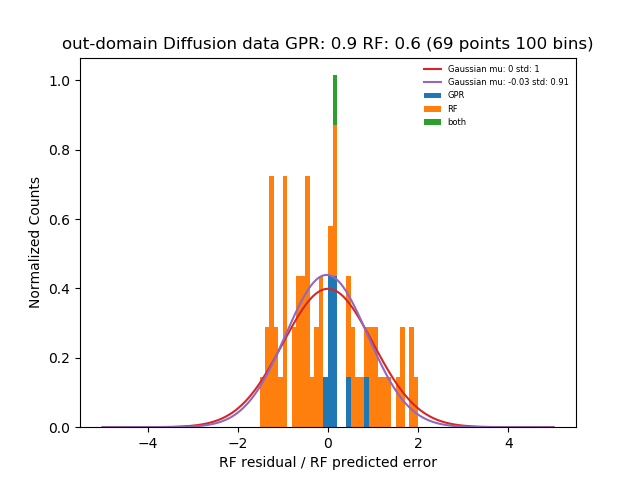 out-domain Diffusion data GPR: 0.9 RF: 0.6 (69 points 100 bins)
Gaussian mu: 0 std: 1
Gaussian mu: -0.03 std: 0.91
GPR
RF
both
Normalized Counts
1.0
0.8
0.6
0.4
0.2
0.0
−4
−2
0
2
4
RF residual / RF predicted error